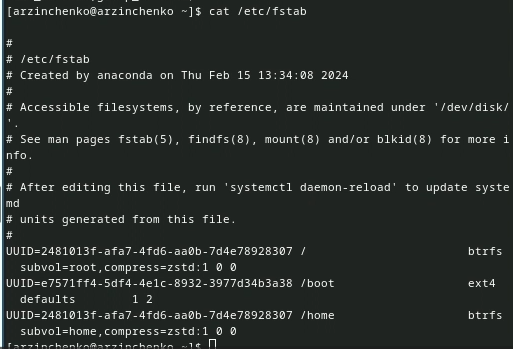 [arzinchenko@arzinchenko ~]$ cat /etc/fstab
#
# /etc/fstab
# Created by anaconda on Thu Feb 15 13:34:08 2024
#
# Accessible filesystems, by reference, are maintained under '/dev/disk/
'.
# See man pages fstab(5), findfs(8), mount(8) and/or blkid(8) for more i
nfo.
#
# After editing this file, run 'systemctl daemon-reload' to update syste
md
# units generated from this file.
#
UUID=2481013f-afa7-4fd6-aa0b-7d4e78928307 /                       btrfs
  subvol=root,compress=zstd:1 0 0
UUID=e7571ff4-5df4-4e1c-8932-3977d34b3a38 /boot                   ext4
  defaults        1 2
UUID=2481013f-afa7-4fd6-aa0b-7d4e78928307 /home                   btrfs
  subvol=home,compress=zstd:1 0 0
[arzinchenko@arzinchenko ~]$